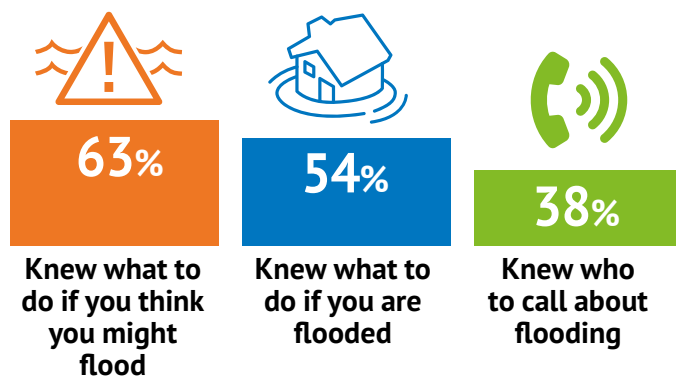 !
63%
Knew what to
do if you think
you might
flood
54%
Knew what to
do if you are
flooded
38%
Knew who
to call about
flooding